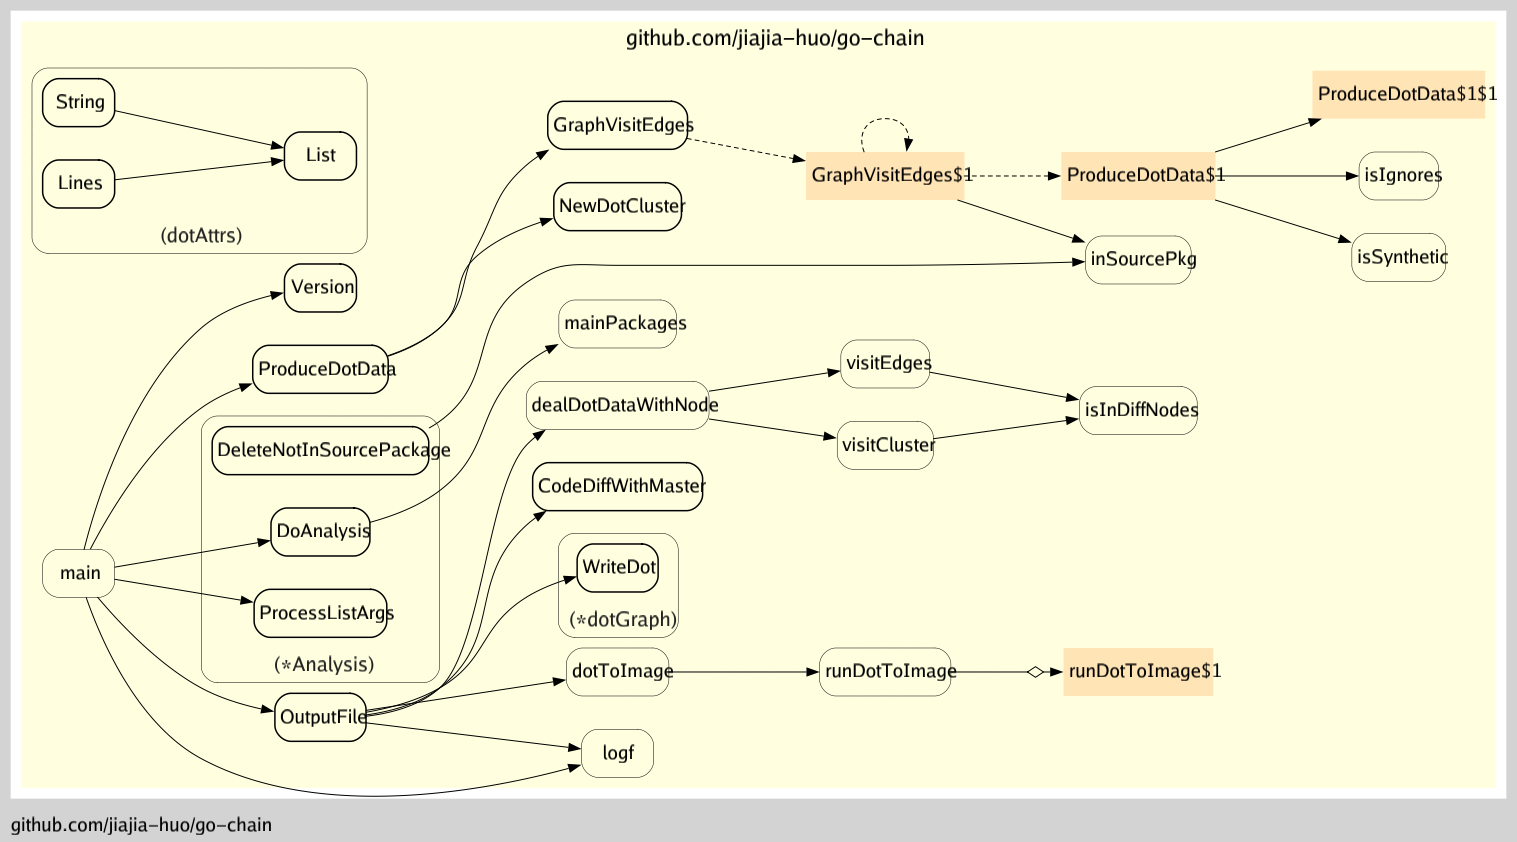 github.com/jiajia-huo/go-chain
String
Lines
List
(dotAttrs)
Version
ProduceDotData
DeleteNotInSourcePackage
DoAnalysis
ProcessListArgs
(*Analysis)
main
OutputFile
GraphVisitEdges
NewDotCluster
mainPackages
dealDotDataWithNode
CodeDiffWithMaster
WriteDot
(*dotGraph)
dotToImage
logf
GraphVisitEdges$1
visitEdges
visitCluster
runDotToImage
ProduceDotData$1
inSourcePkg
isInDiffNodes
runDotToImage$1
ProduceDotData$1$1
isIgnores
isSynthetic
github.com/jiajia-huo/go-chain